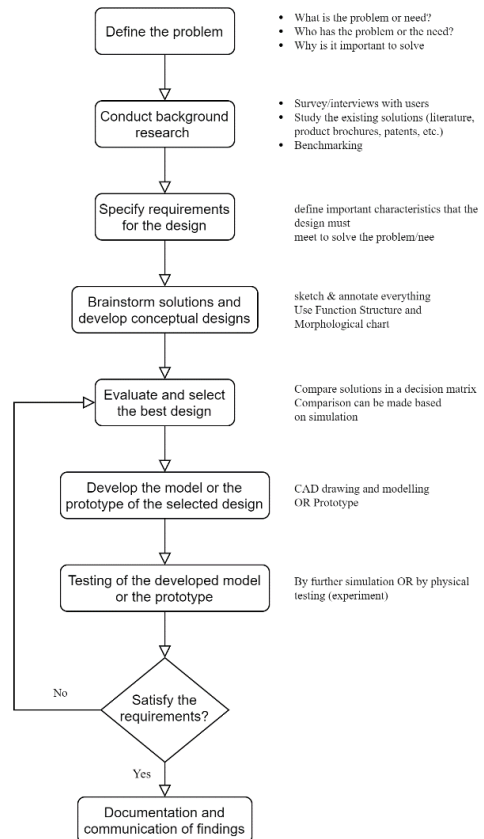 Define the problem
• What is the problem or need?
• Who has the problem or the need?
• Why is it important to solve
Conduct background
research
• Survey/interviews with users
• Study the existing solutions (literature,
product brochures, patents, etc.)
• Benchmarking
Specify requirements
for the design
define important characteristics that the
design must
meet to solve the problem/nee
Brainstorm solutions and
develop conceptual designs
sketch & annotate everything
Use Function Structure and
Morphological chart
Evaluate and select
the best design
Compare solutions in a decision matrix
Comparison can be made based
on simulation
Develop the model or the
prototype of the selected design
CAD drawing and modelling
OR Prototype
Testing of the developed model
or the prototype
By further simulation OR by physical
testing (experiment)
Satisfy the
requirements?
No
Yes
Documentation and
communication of findings